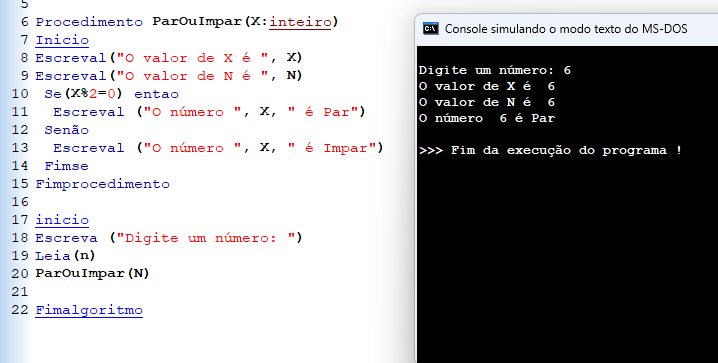 5
6 Procedimento ParOuImpar(X:inteiro)
7 Inicio
8 Escreval("O valor de X é ", X)
9 Escreval("O valor de N é ", N)
10 Se(X%2=0) entao
11 Escreval ("O número ", X, " é Par")
12 Senão
13 Escreval ("O número ", X, " é Impar")
14 Fimse
15 Fimprocedimento
16
17 inicio
18 Escreva ("Digite um número: ")
19 Leia(n)
20 ParOuImpar(N)
21
22 Fimalgoritmo
C:\ Console simulando o modo texto do MS-DOS
Digite um número: 6
O valor de X é  6
O valor de N é  6
O número  6 é Par
>>> Fim da execução do programa !